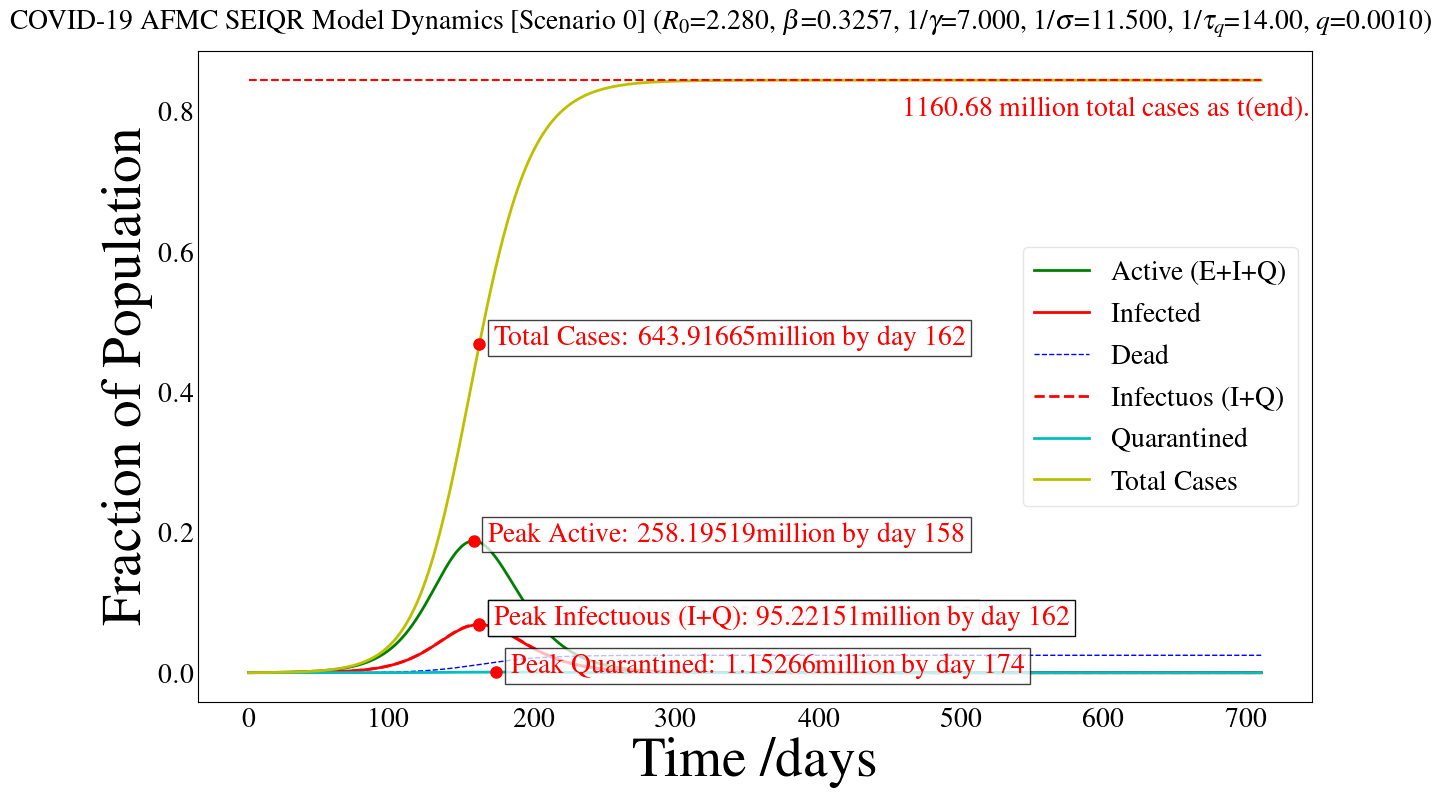 COVID-19 AFMC SEIQR Model Dynamics [Scenario 0] (R₀=2.280, β=0.3257, 1/γ=7.000, 1/σ=11.500, 1/τ_q=14.00, q=0.0010)
0.8
1160.68 million total cases as t(end).
Fraction of Population
0.6
Active (E+I+Q)
Infected
Total Cases: 643.91665million by day 162
Dead
0.4
Infectuos (I+Q)
Quarantined
Total Cases
0.2
Peak Active: 258.19519million by day 158
Peak Infectuous (I+Q): 95.22151million by day 162
0.0
Peak Quarantined: 1.15266million by day 174
0 100 200 300 400 500 600 700
Time /days